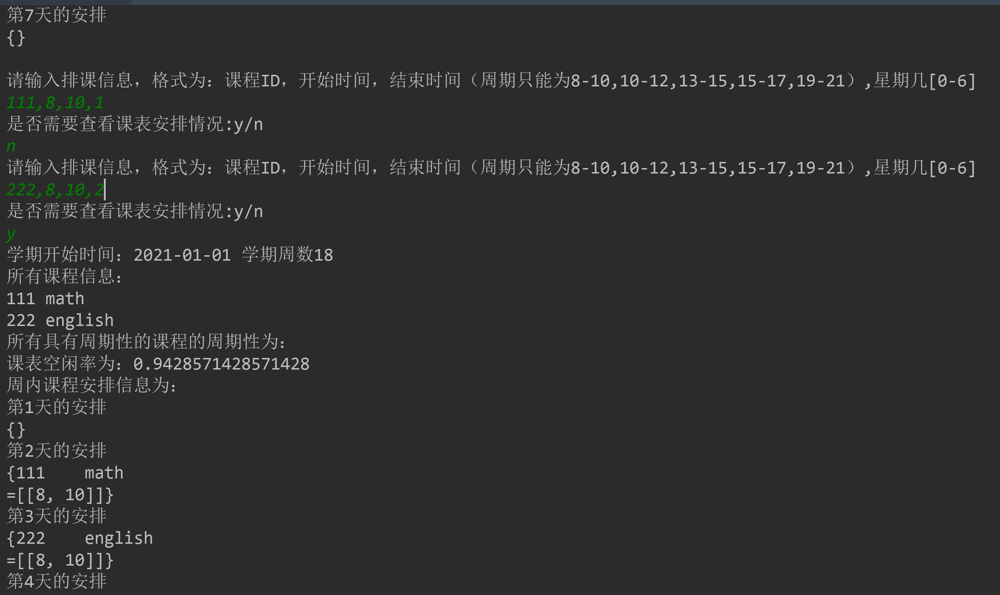 第7天的安排
{}
请输入排课信息，格式为：课程ID，开始时间，结束时间（周期只能为8-10,10-12,13-15,15-17,19-21）,星期几[0-6]
111,8,10,1
是否需要查看课表安排情况:y/n
n
请输入排课信息，格式为：课程ID，开始时间，结束时间（周期只能为8-10,10-12,13-15,15-17,19-21）,星期几[0-6]
222,8,10,2
是否需要查看课表安排情况:y/n
y
学期开始时间：2021-01-01 学期周数18
所有课程信息：
111 math
222 english
所有具有周期性的课程的周期性为：
课表空闲率为：0.9428571428571428
周内课程安排信息为：
第1天的安排
{}
第2天的安排
{111    math
=[[8, 10]]}
第3天的安排
{222    english
=[[8, 10]]}
第4天的安排